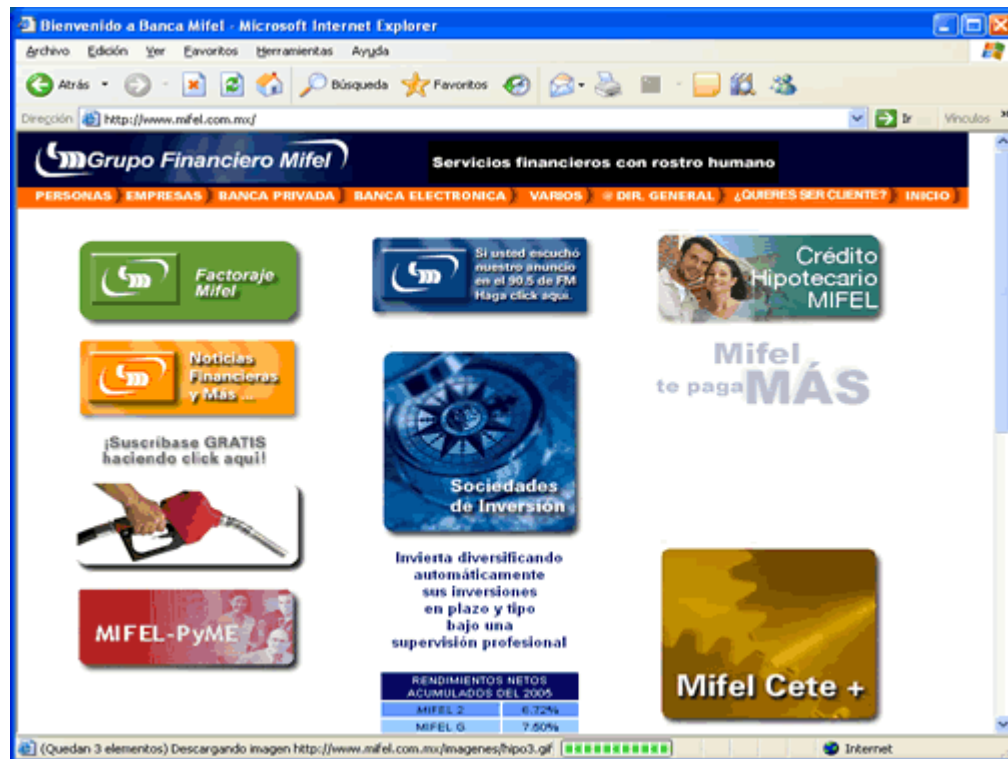 Bienvenido a Banca Mifel - Microsoft Internet Explorer
Archivo Edición Ver Favoritos Herramientas Ayuda
Atrás Búsqueda Favoritos
Dirección http://www.mifel.com.mx/ Ir Vínculos
Grupo Financiero Mifel Servicios financieros con rostro humano
PERSONAS EMPRESAS BANCA PRIVADA BANCA ELECTRONICA VARIOS @ DIR. GENERAL ¿QUIERES SER CLIENTE? INICIO
Factoraje
Mifel
Si usted escuchó
nuestro anuncio
en el 90.5 de FM
Haga click aquí.
Crédito
Hipotecario
MIFEL
Noticias
Financieras
y Más ...
Mifel
te paga MÁS
¡Suscríbase GRATIS
haciendo click aquí!
Sociedades
de Inversión
Invierta diversificando
automáticamente
sus inversiones
en plazo y tipo
bajo una
supervisión profesional
MIFEL-PyME
Mifel Cete +
RENDIMIENTOS NETOS
ACUMULADOS DEL 2005
MIFEL 2 6.72%
MIFEL G 7.50%
(Quedan 3 elementos) Descargando imagen http://www.mifel.com.mx/imagenes/hipo3.gif Internet